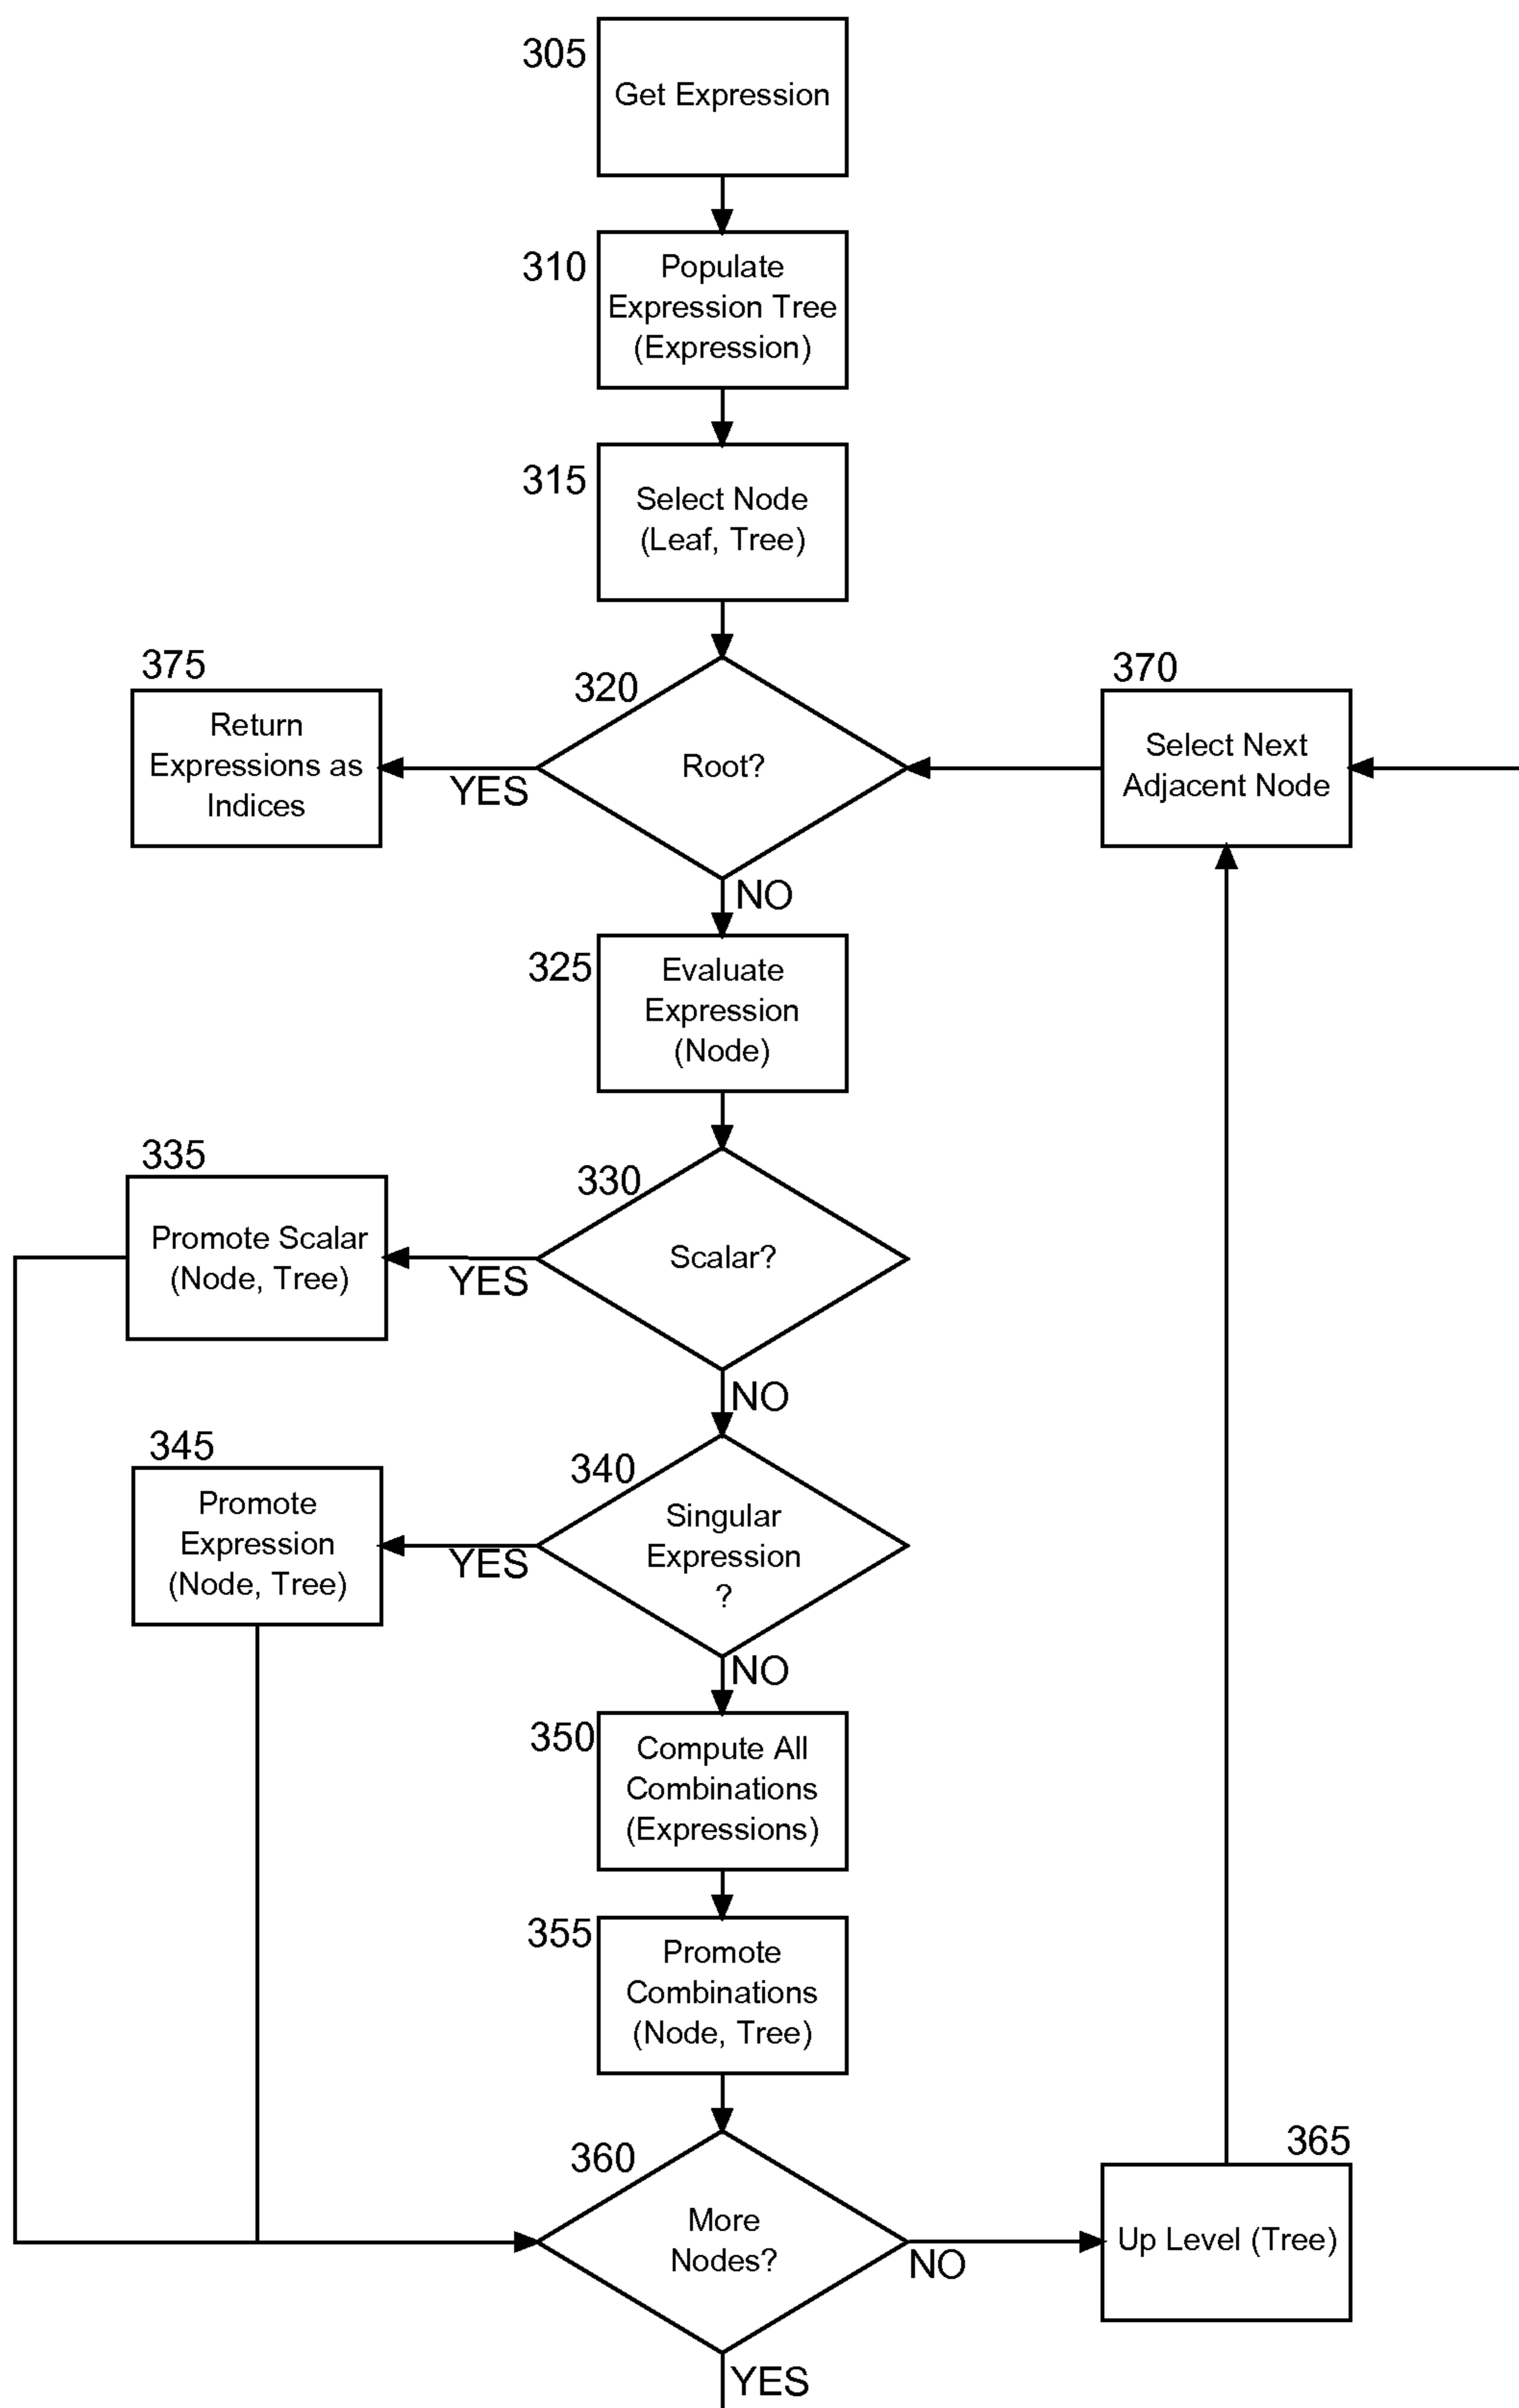 305
Get Expression
310
Populate
Expression Tree
(Expression)
315
Select Node
(Leaf, Tree)
375
Return
Expressions as
Indices
320
Root?
YES
NO
370
Select Next
Adjacent Node
325
Evaluate
Expression
(Node)
335
Promote Scalar
(Node, Tree)
330
Scalar?
YES
NO
345
Promote
Expression
(Node, Tree)
340
Singular
Expression
?
YES
NO
350
Compute All
Combinations
(Expressions)
355
Promote
Combinations
(Node, Tree)
360
More
Nodes?
NO
YES
365
Up Level (Tree)